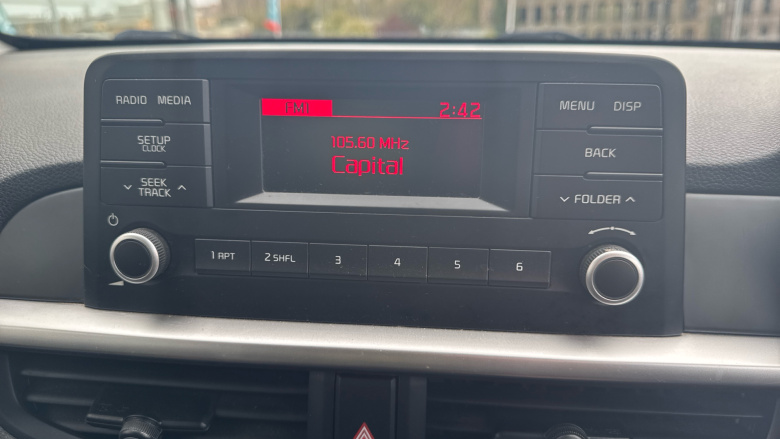 RADIO MEDIA
SETUP
CLOCK
SEEK
TRACK
FM1 2:42
105.60 MHz
Capital
MENU DISP
BACK
FOLDER
1 RPT 2 SHFL 3 4 5 6